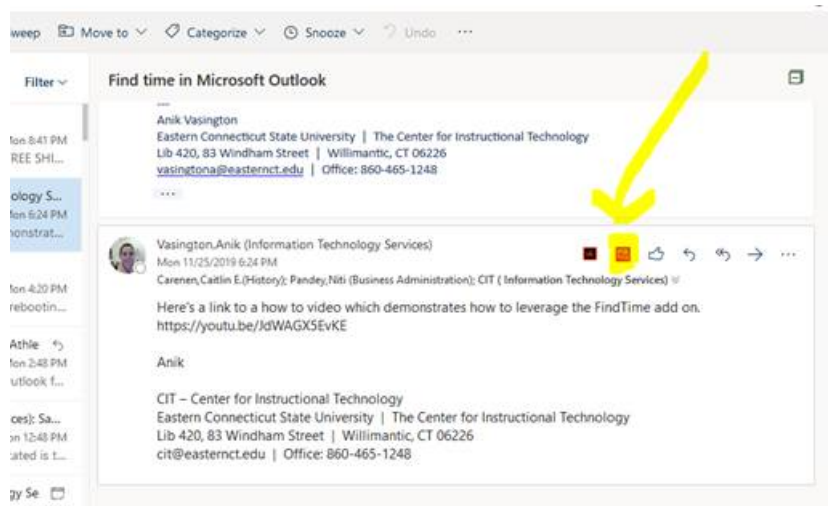 weep Move to Categorize Snooze Undo ...
Filter
Find time in Microsoft Outlook
Mon 8:41 PM
REE SHI...
ology S...
Mon 6:24 PM
nonstrat...
Mon 4:20 PM
rebootin...
Athle
Mon 2:48 PM
utlook f...
ces): Sa...
on 12:48 PM
ated is t...
gy Se
Anik Vasington
Eastern Connecticut State University | The Center for Instructional Technology
Lib 420, 83 Windham Street | Willimantic, CT 06226
vasingtona@easternct.edu | Office: 860-465-1248
...
Vasington,Anik (Information Technology Services)
Mon 11/25/2019 6:24 PM
Carenen,Caitlin E.(History); Pandey,Niti (Business Administration); CIT ( Information Technology Services)
Here's a link to a how to video which demonstrates how to leverage the FindTime add on.
https://youtu.be/JdWAGX5EvKE
Anik
CIT – Center for Instructional Technology
Eastern Connecticut State University | The Center for Instructional Technology
Lib 420, 83 Windham Street | Willimantic, CT 06226
cit@easternct.edu | Office: 860-465-1248